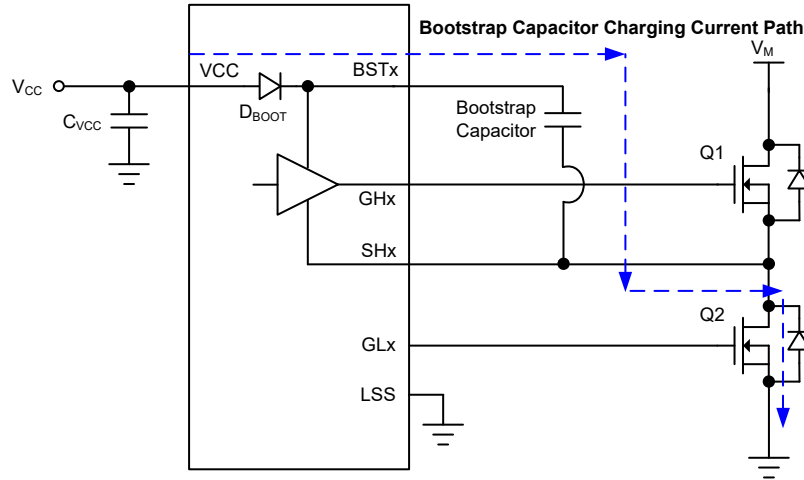 Bootstrap Capacitor Charging Current Path
VM
VCC
VCC
BSTx
DBOOT
CVCC
Bootstrap
Capacitor
Q1
GHx
SHx
Q2
GLx
LSS